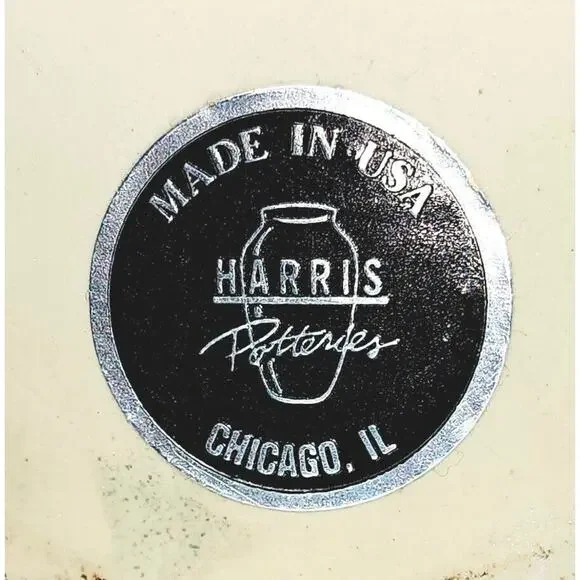 MADE IN USA
HARRIS
Potteries
CHICAGO, IL